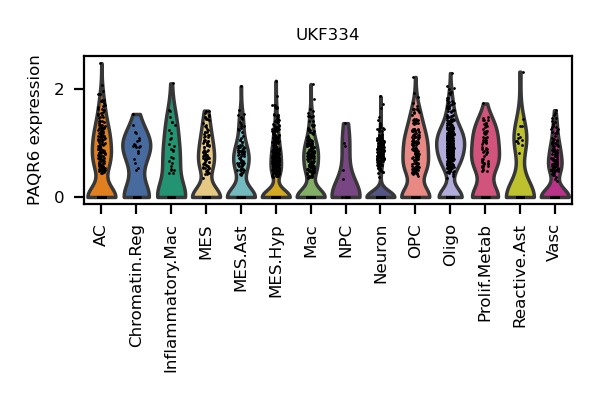 UKF334
PAQR6 expression
2
0
AC
Chromatin.Reg
Inflammatory.Mac
MES
MES.Ast
MES.Hyp
Mac
NPC
Neuron
OPC
Oligo
Prolif.Metab
Reactive.Ast
Vasc